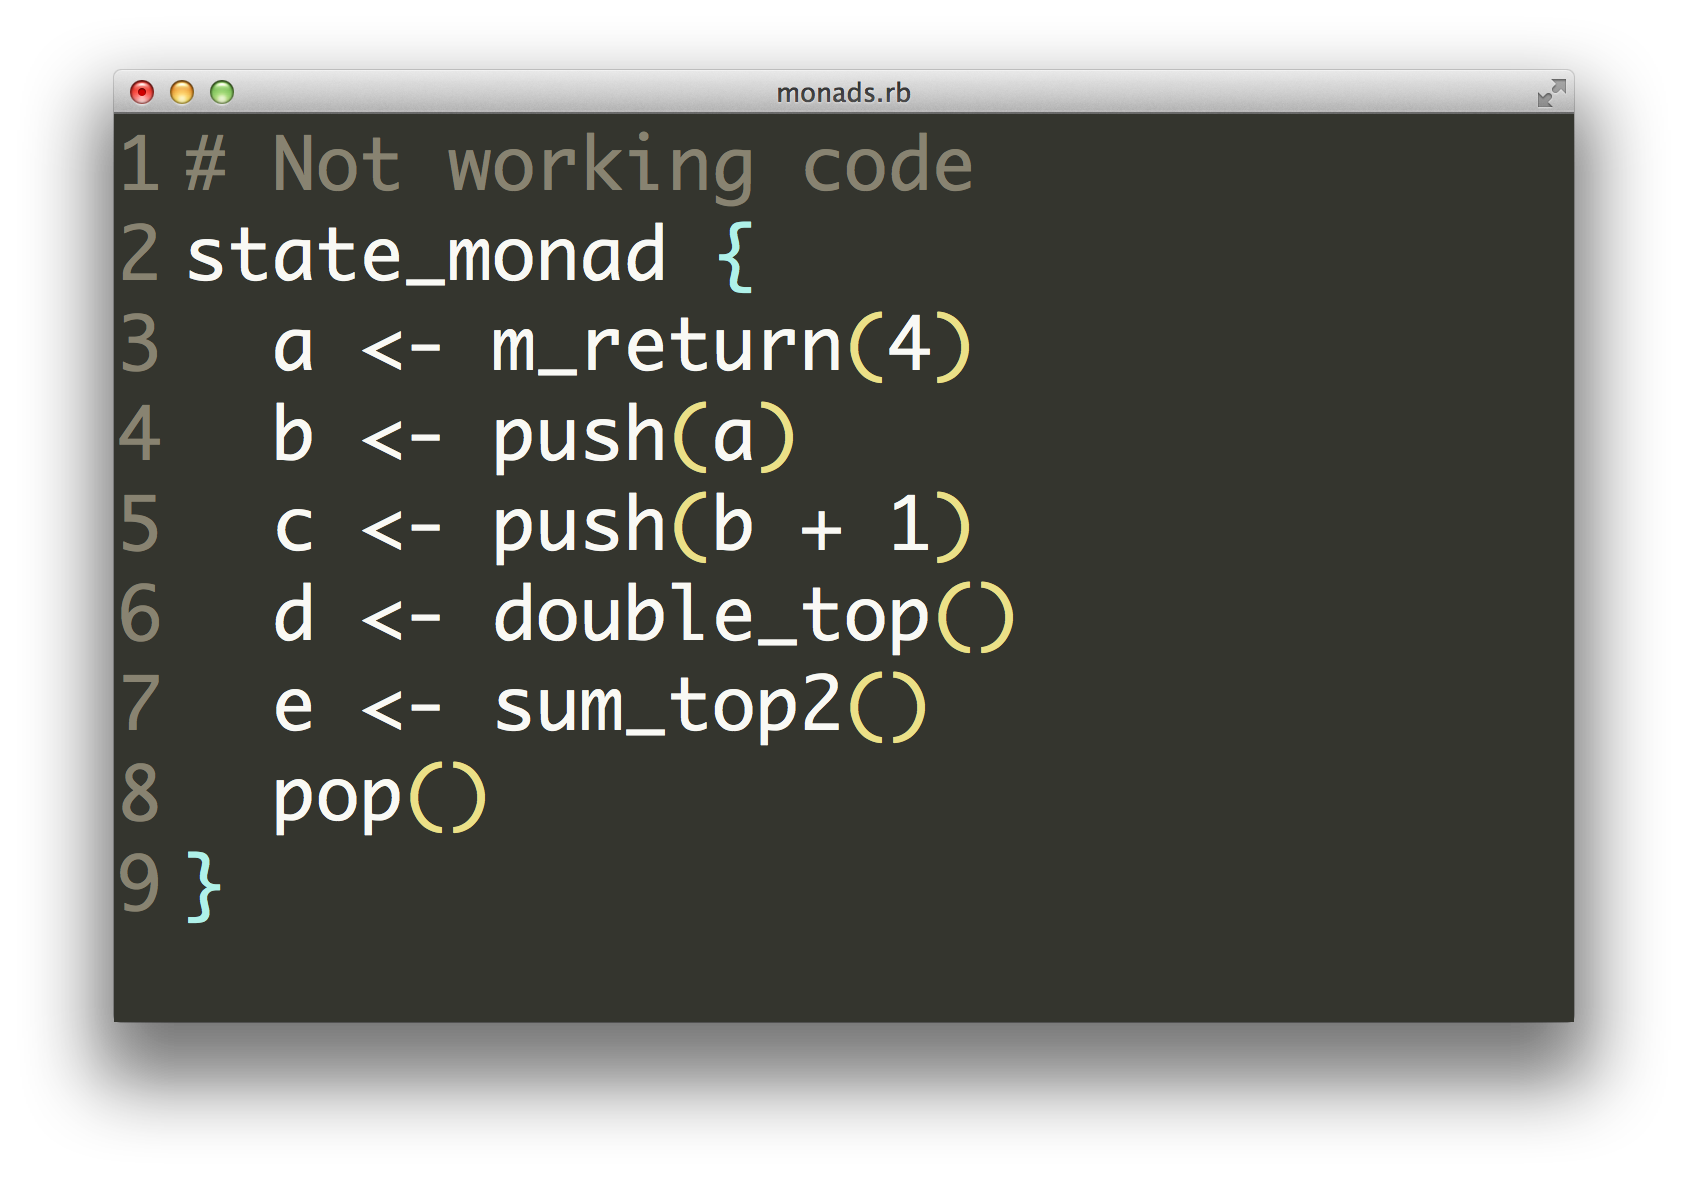 monads.rb
1 # Not working code
2 state_monad {
3   a <- m_return(4)
4   b <- push(a)
5   c <- push(b + 1)
6   d <- double_top()
7   e <- sum_top2()
8   pop()
9 }